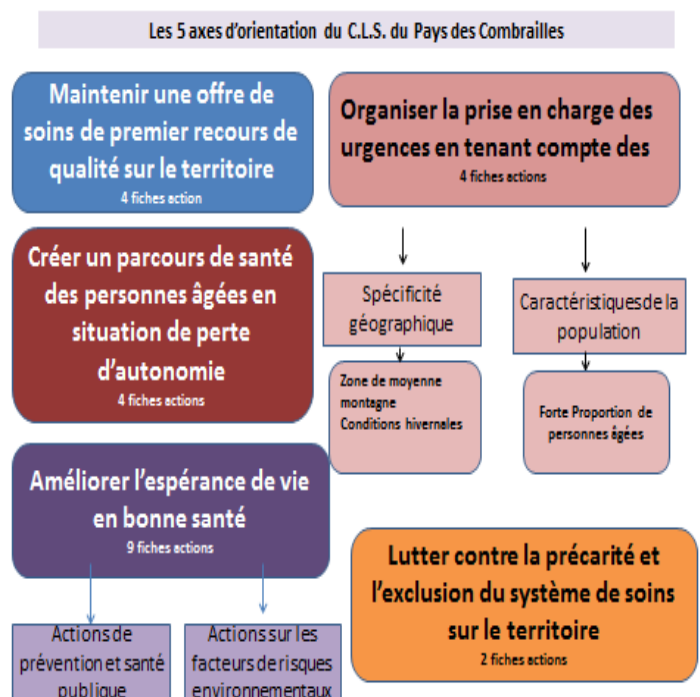 Les 5 axes d'orientation du C.L.S. du Pays des Combrailles
Maintenir une offre de
soins de premier recours de
qualité sur le territoire
4 fiches action
Organiser la prise en charge des
urgences en tenant compte des
4 fiches actions
Créer un parcours de santé
des personnes âgées en
situation de perte
d'autonomie
4 fiches actions
Spécificité
géographique
Caractéristiques de la
population
Zone de moyenne
montagne
Conditions hivernales
Forte Proportion de
personnes âgées
Améliorer l'espérance de vie
en bonne santé
9 fiches actions
Lutter contre la précarité et
l'exclusion du système de soins
sur le territoire
2 fiches actions
Actions de
prévention et santé
publique
Actions sur les
facteurs de risques
environnementaux